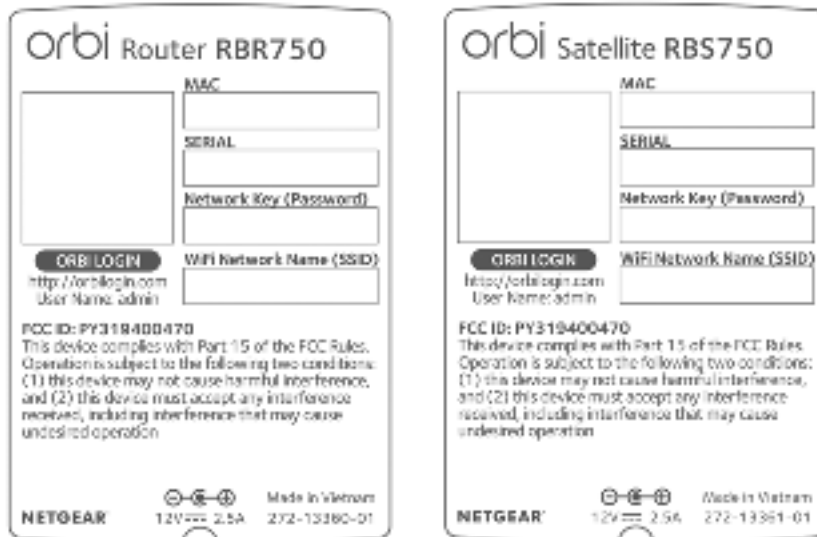 orbi Router RBR750
MAC
SERIAL
Network Key (Password)
ORBI LOGIN
WiFi Network Name (SSID)
http://orbilogin.com
User Name: admin
FCC ID: PY319400470
This device complies with Part 15 of the FCC Rules.
Operation is subject to the following two conditions:
(1) this device may not cause harmful interference,
and (2) this device must accept any interference
received, including interference that may cause
undesired operation
NETGEAR
12V 2.5A
Made in Vietnam
272-13360-01
orbi Satellite RBS750
MAC
SERIAL
Network Key (Password)
ORBI LOGIN
WiFi Network Name (SSID)
http://orbilogin.com
User Name: admin
FCC ID: PY319400470
This device complies with Part 15 of the FCC Rules.
Operation is subject to the following two conditions:
(1) this device may not cause harmful interference,
and (2) this device must accept any interference
received, including interference that may cause
undesired operation
NETGEAR
12V 2.5A
Made in Vietnam
272-13361-01